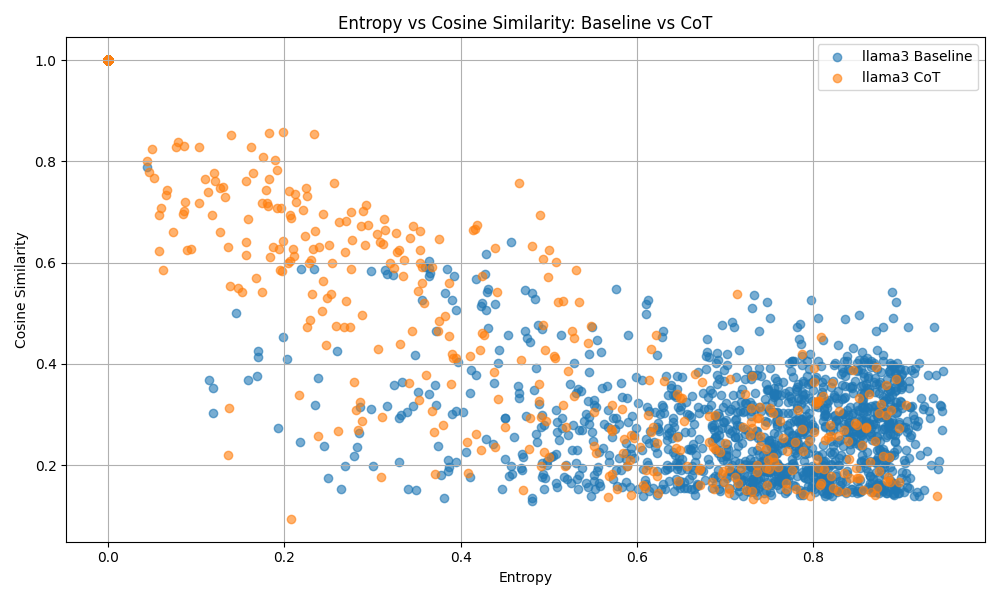 Entropy vs Cosine Similarity: Baseline vs CoT
llama3 Baseline
llama3 CoT
Cosine Similarity
1.0
0.8
0.6
0.4
0.2
0.0 0.2 0.4 0.6 0.8
Entropy